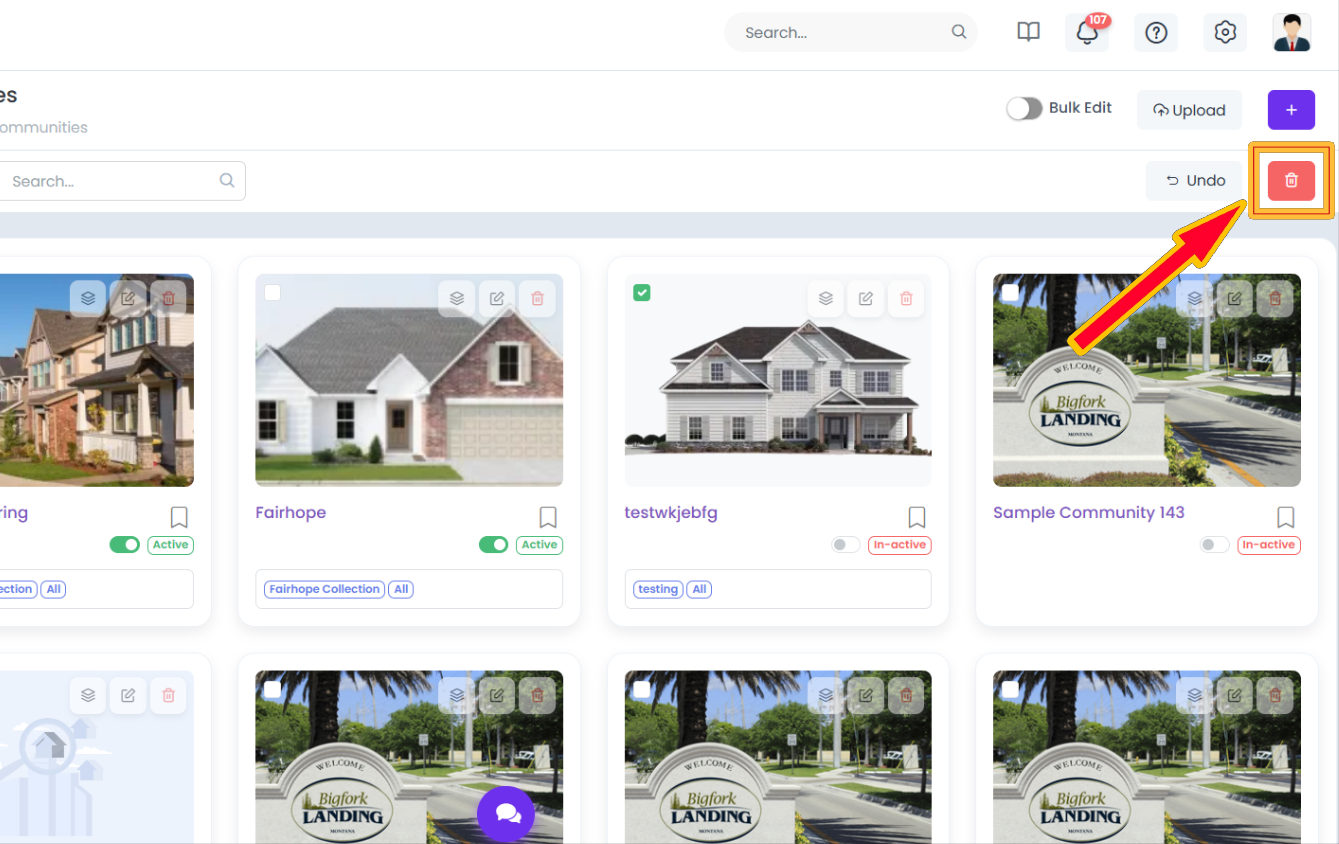 Search...
107
es
ommunities
Bulk Edit
Upload
+
Search...
Undo
ring
Active
ection All
Fairhope
Active
Fairhope Collection All
testwkjebfg
In-active
testing All
WELCOME
Bigfork
LANDING
MONTANA
Sample Community 143
In-active
WELCOME
Bigfork
LANDING
MONTANA
WELCOME
Bigfork
LANDING
MONTANA
WELCOME
Bigfork
LANDING
MONTANA